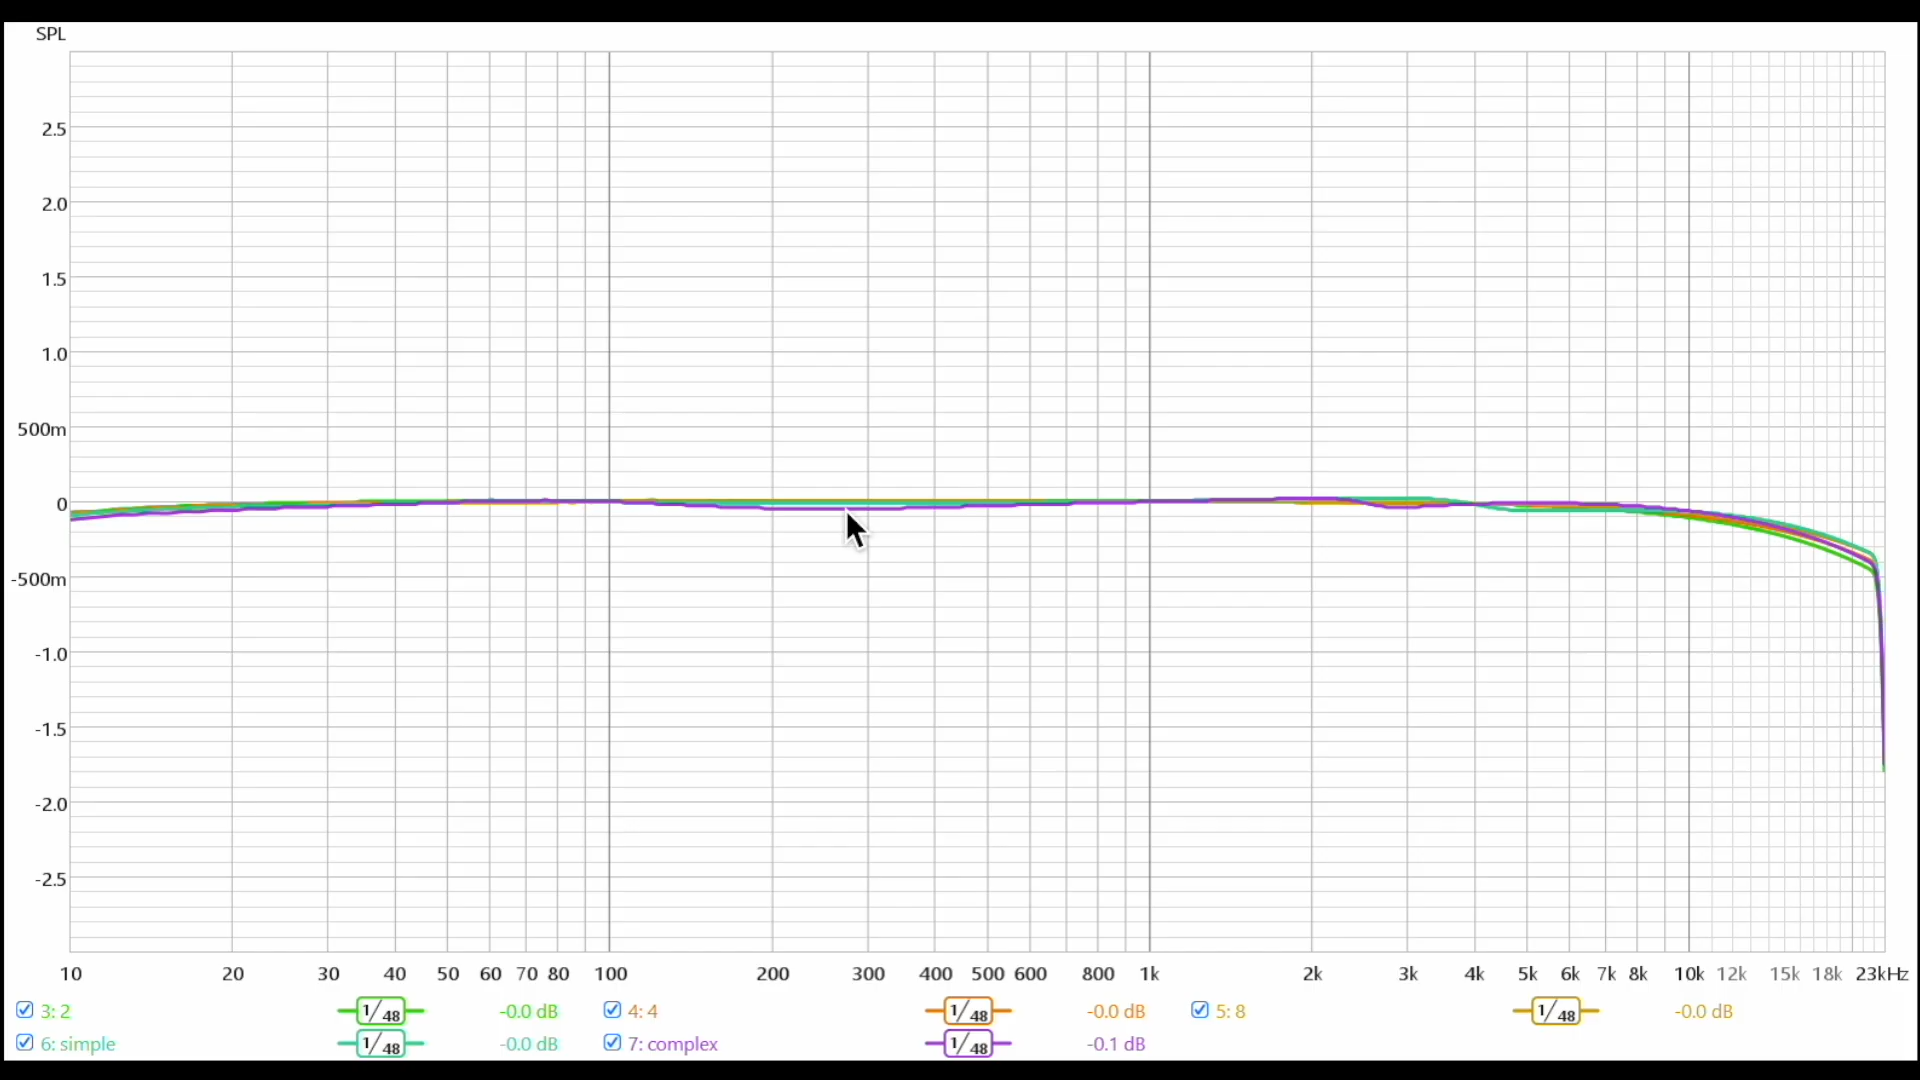 SPL
2.5
2.0
1.5
1.0
500m
0
-500m
-1.0
-1.5
-2.0
-2.5
10 20 30 40 50 60 70 80 100 200 300 400 500 600 800 1k 2k 3k 4k 5k 6k 7k 8k 10k 12k 15k 18k 23kHz
3: 2 1/48 -0.0 dB 4: 4 1/48 -0.0 dB 5: 8 1/48 -0.0 dB
6: simple 1/48 -0.0 dB 7: complex 1/48 -0.1 dB